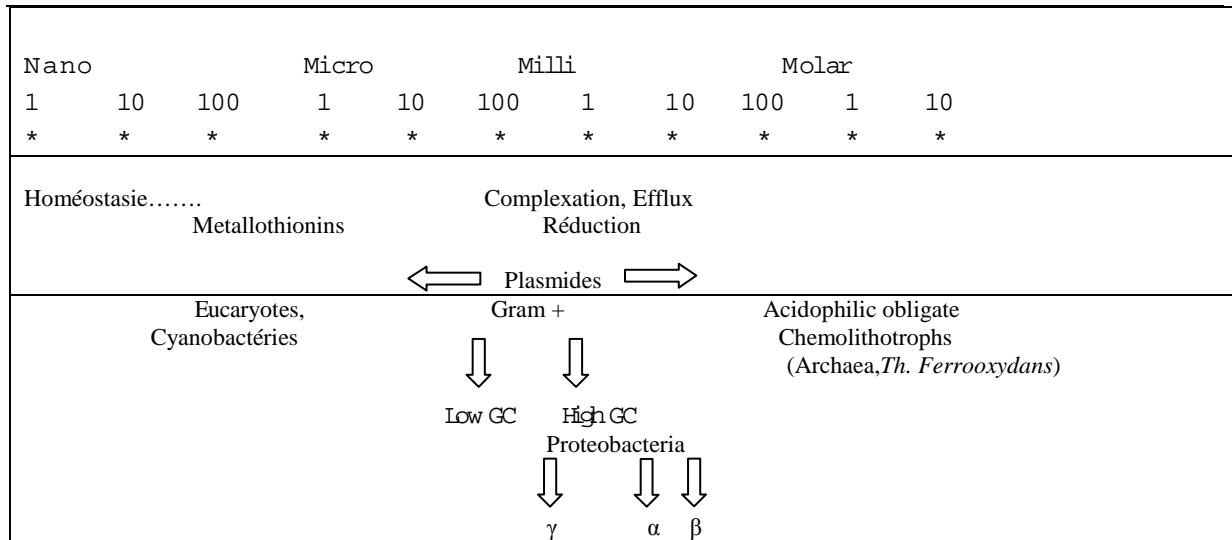 Nano Micro Milli Molar
1 10 100 1 10 100 1 10 100 1 10
* * * * * * * * * * *
Homéostasie……. Complexation, Efflux
Metallothionins Réduction
Plasmides
Eucaryotes, Gram + Acidophilic obligate
Cyanobactéries Chemolithotrophs
(Archaea,Th. Ferrooxydans)
Low GC High GC
Proteobacteria
γ α β